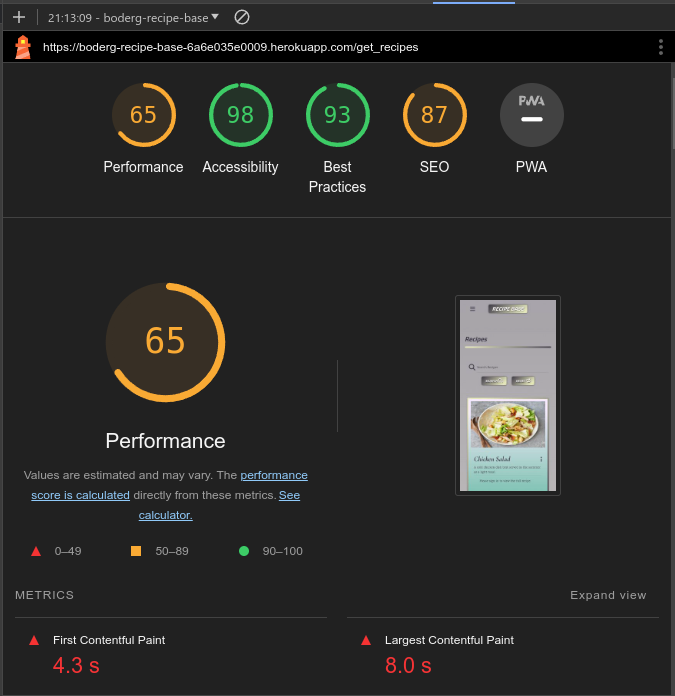 21:13:09 - boderg-recipe-base
https://boderg-recipe-base-6a6e035e0009.herokuapp.com/get_recipes
65 98 93 87 PWA
Performance Accessibility Best Practices SEO PWA
65
RECIPE BASE
Recipes
Performance
Chicken Salad
Values are estimated and may vary. The performance
score is calculated directly from these metrics. See
calculator.
0–49 50–89 90–100
METRICS Expand view
First Contentful Paint Largest Contentful Paint
4.3 s 8.0 s